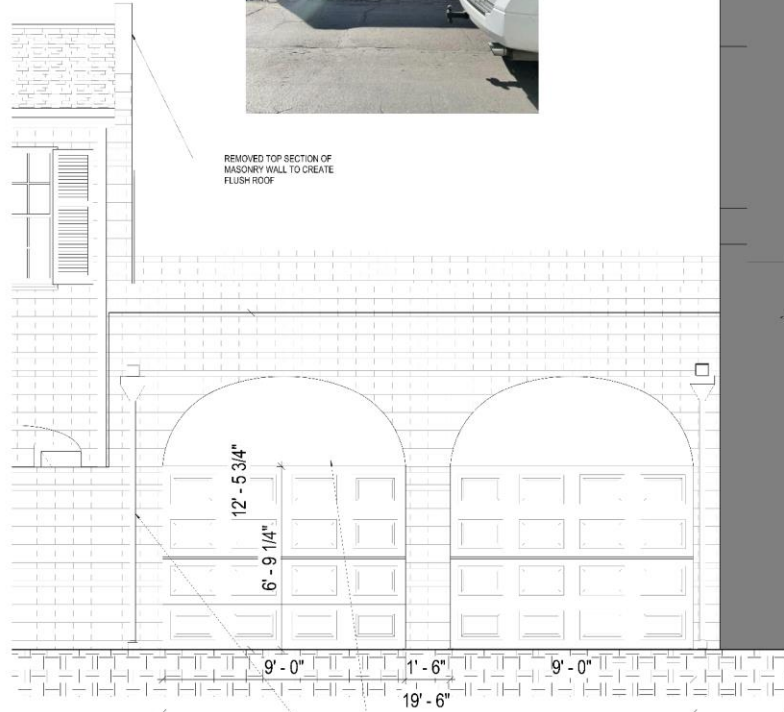 REMOVED TOP SECTION OF
MASONRY WALL TO CREATE
FLUSH ROOF
12' - 5 3/4"
6' - 9 1/4"
9' - 0"
1' - 6"
9' - 0"
19' - 6"